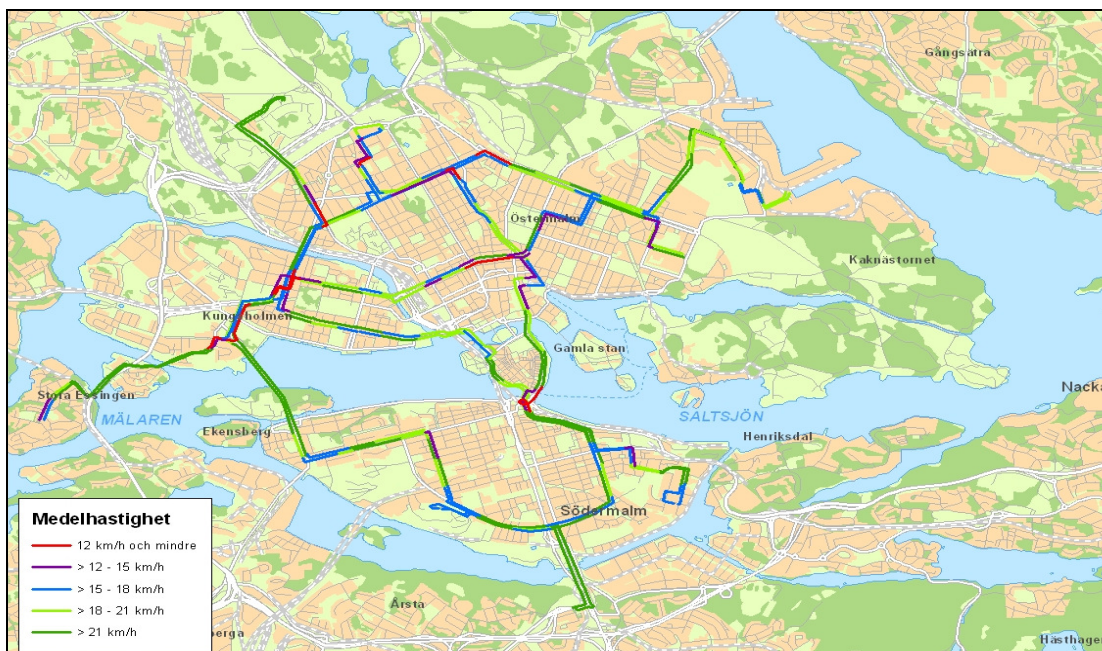 Gångsätra
Östermalm
Kaknästornet
Kungsholmen
Gamla stan
Stora Essingen
Nacka
MÄLAREN
SALTSJÖN
Ekensberg
Henriksdal
Södermalm
Medelhastighet
12 km/h och mindre
> 12 - 15 km/h
> 15 - 18 km/h
> 18 - 21 km/h
> 21 km/h
Årsta
berga
Hästhagen